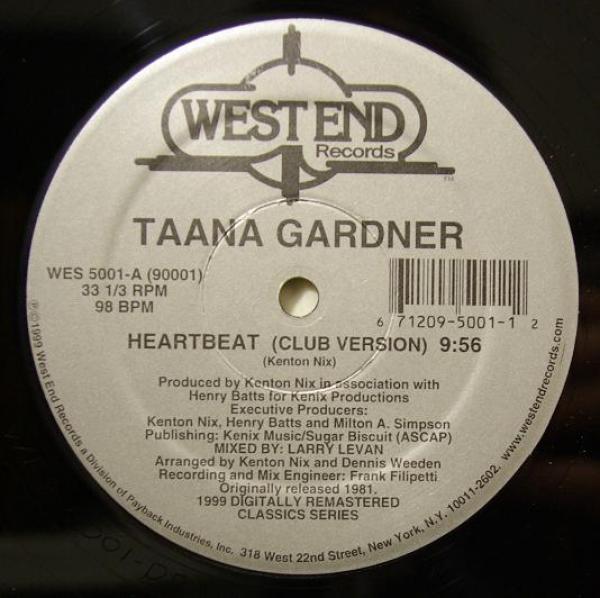 WEST END
Records
TM
TAANA GARDNER
WES 5001-A (90001)
33 1/3 RPM
98 BPM
6 71209-5001-1 2
HEARTBEAT (CLUB VERSION) 9:56
(Kenton Nix)
Produced by Kenton Nix in association with
Henry Batts for Kenix Productions
Executive Producers:
Kenton Nix, Henry Batts and Milton A. Simpson
Publishing: Kenix Music/Sugar Biscuit (ASCAP)
MIXED BY: LARRY LEVAN
Arranged by Kenton Nix and Dennis Weeden
Recording and Mix Engineer: Frank Filipetti
Originally released 1981.
1999 DIGITALLY REMASTERED
CLASSICS SERIES
℗©1999 West End Records a Division of Payback Industries, Inc. 318 West 22nd Street, New York, N.Y. 10011-2602. www.westendrecords.com